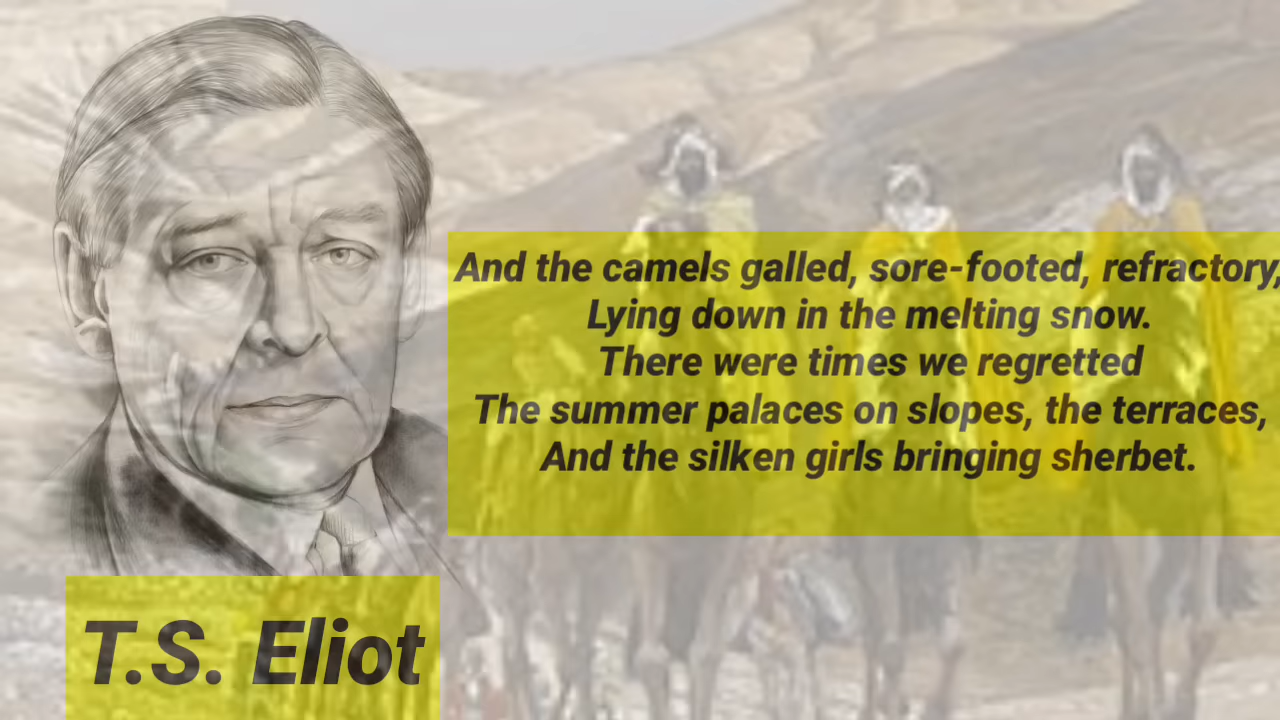 And the camels galled, sore-footed, refractory,
Lying down in the melting snow.
There were times we regretted
The summer palaces on slopes, the terraces,
And the silken girls bringing sherbet.
T.S. Eliot